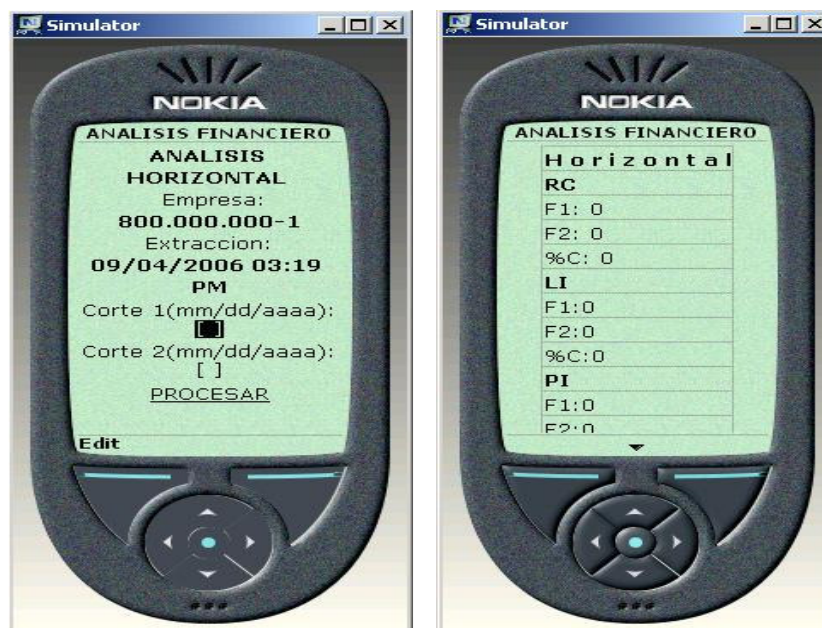 Simulator
NOKIA
ANALISIS FINANCIERO
ANALISIS
HORIZONTAL
Empresa:
800.000.000-1
Extraccion:
09/04/2006 03:19
PM
Corte 1(mm/dd/aaaa):
[ ]
Corte 2(mm/dd/aaaa):
[ ]
PROCESAR
Edit
Simulator
NOKIA
ANALISIS FINANCIERO
Horizontal
RC
F1: 0
F2: 0
%C: 0
LI
F1:0
F2:0
%C:0
PI
F1:0
F2:0